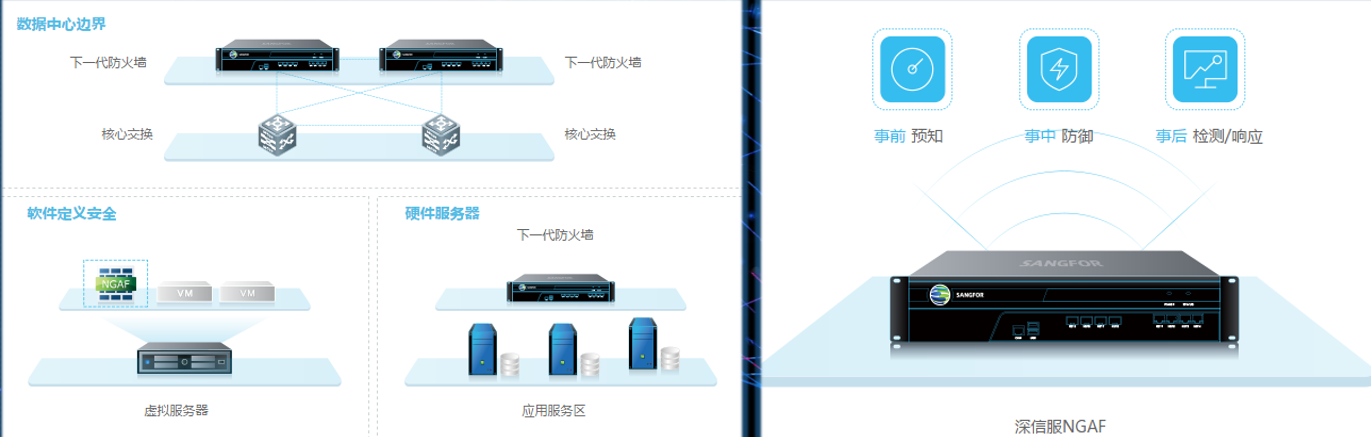 数据中心边界
下一代防火墙
下一代防火墙
核心交换
核心交换
软件定义安全
NGAF
VM
VM
虚拟服务器
硬件服务器
下一代防火墙
应用服务区
事前 预知
事中 防御
事后 检测/响应
SANGFOR
SANGFOR
深信服NGAF